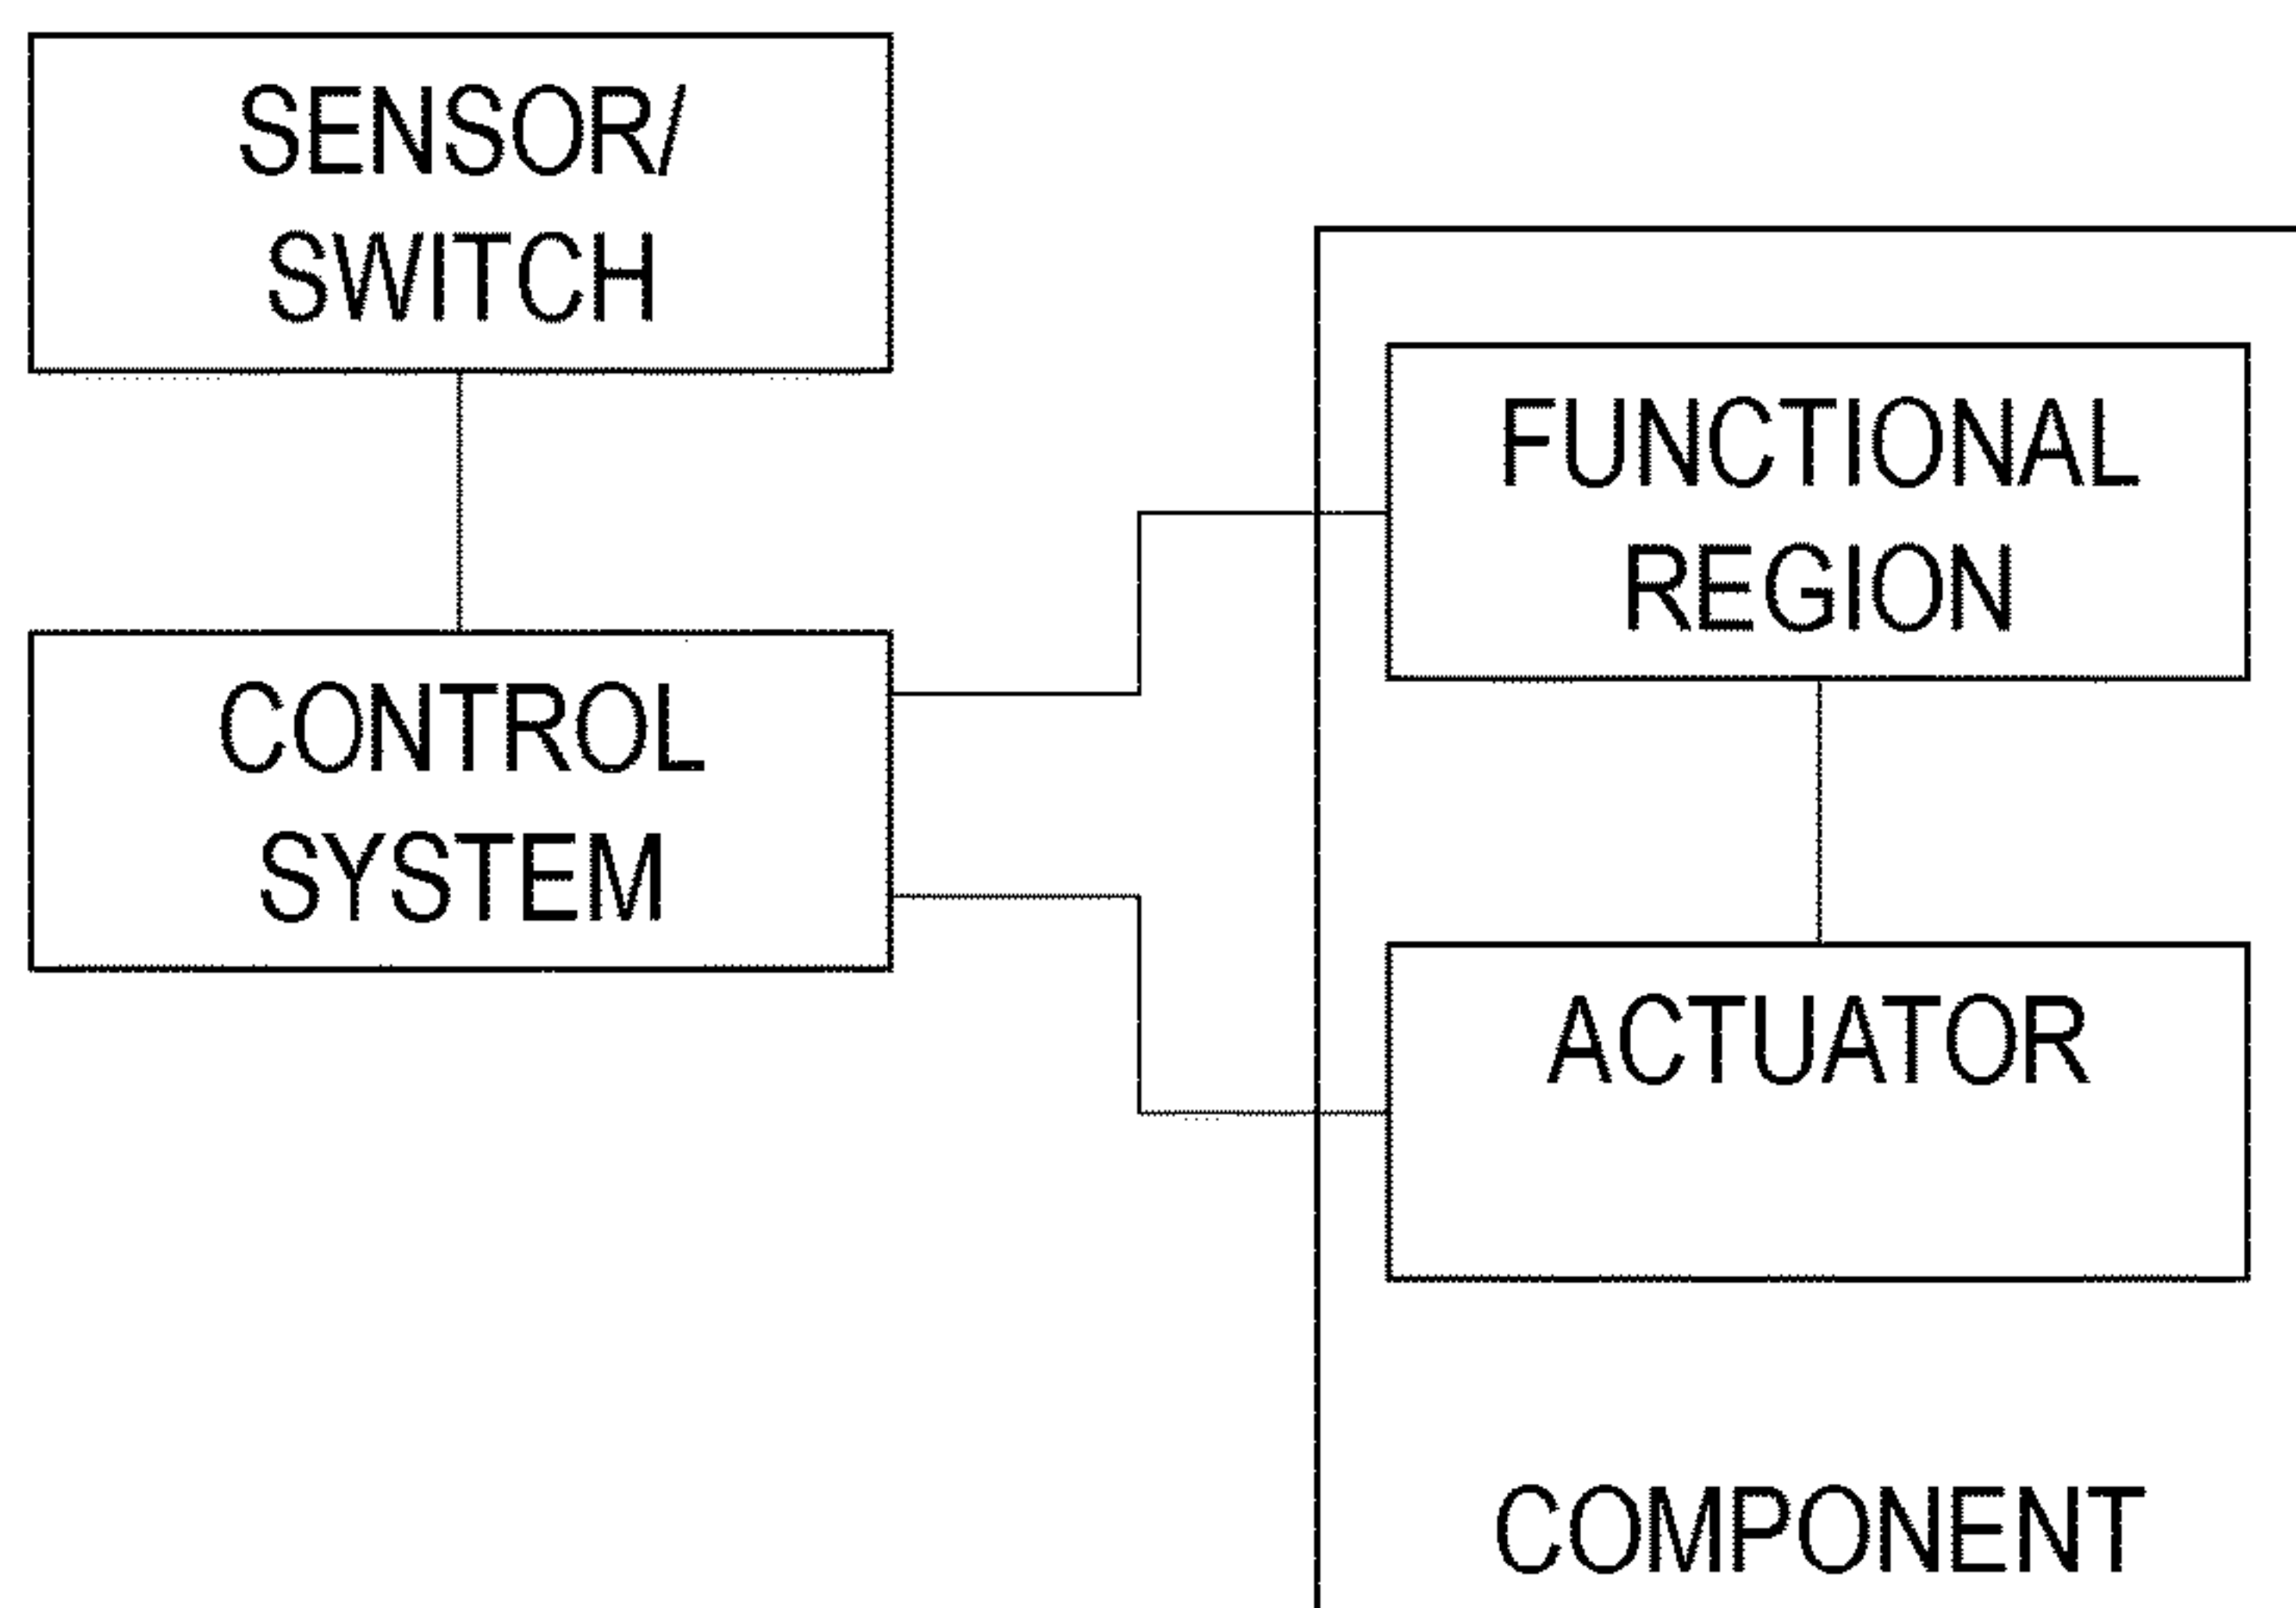 SENSOR/
SWITCH
FUNCTIONAL
REGION
CONTROL
SYSTEM
ACTUATOR
COMPONENT